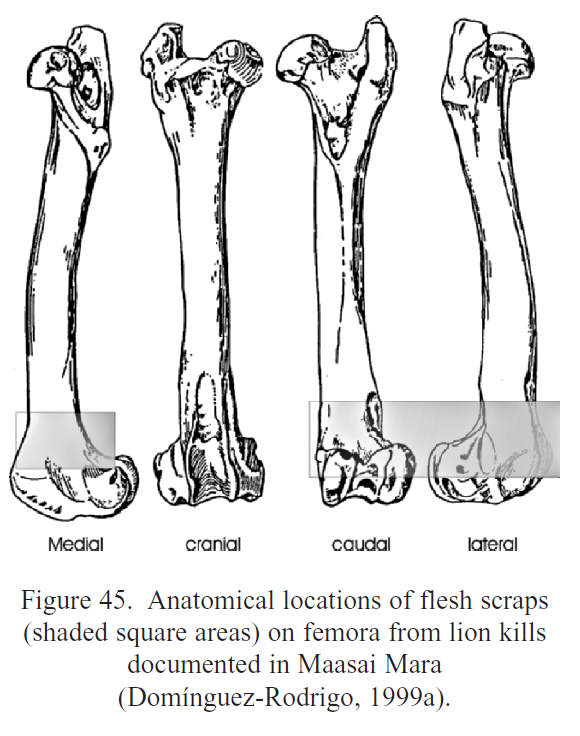 Medial cranial caudal lateral
Figure 45.  Anatomical locations of flesh scraps
(shaded square areas) on femora from lion kills
documented in Maasai Mara
(Domínguez-Rodrigo, 1999a).